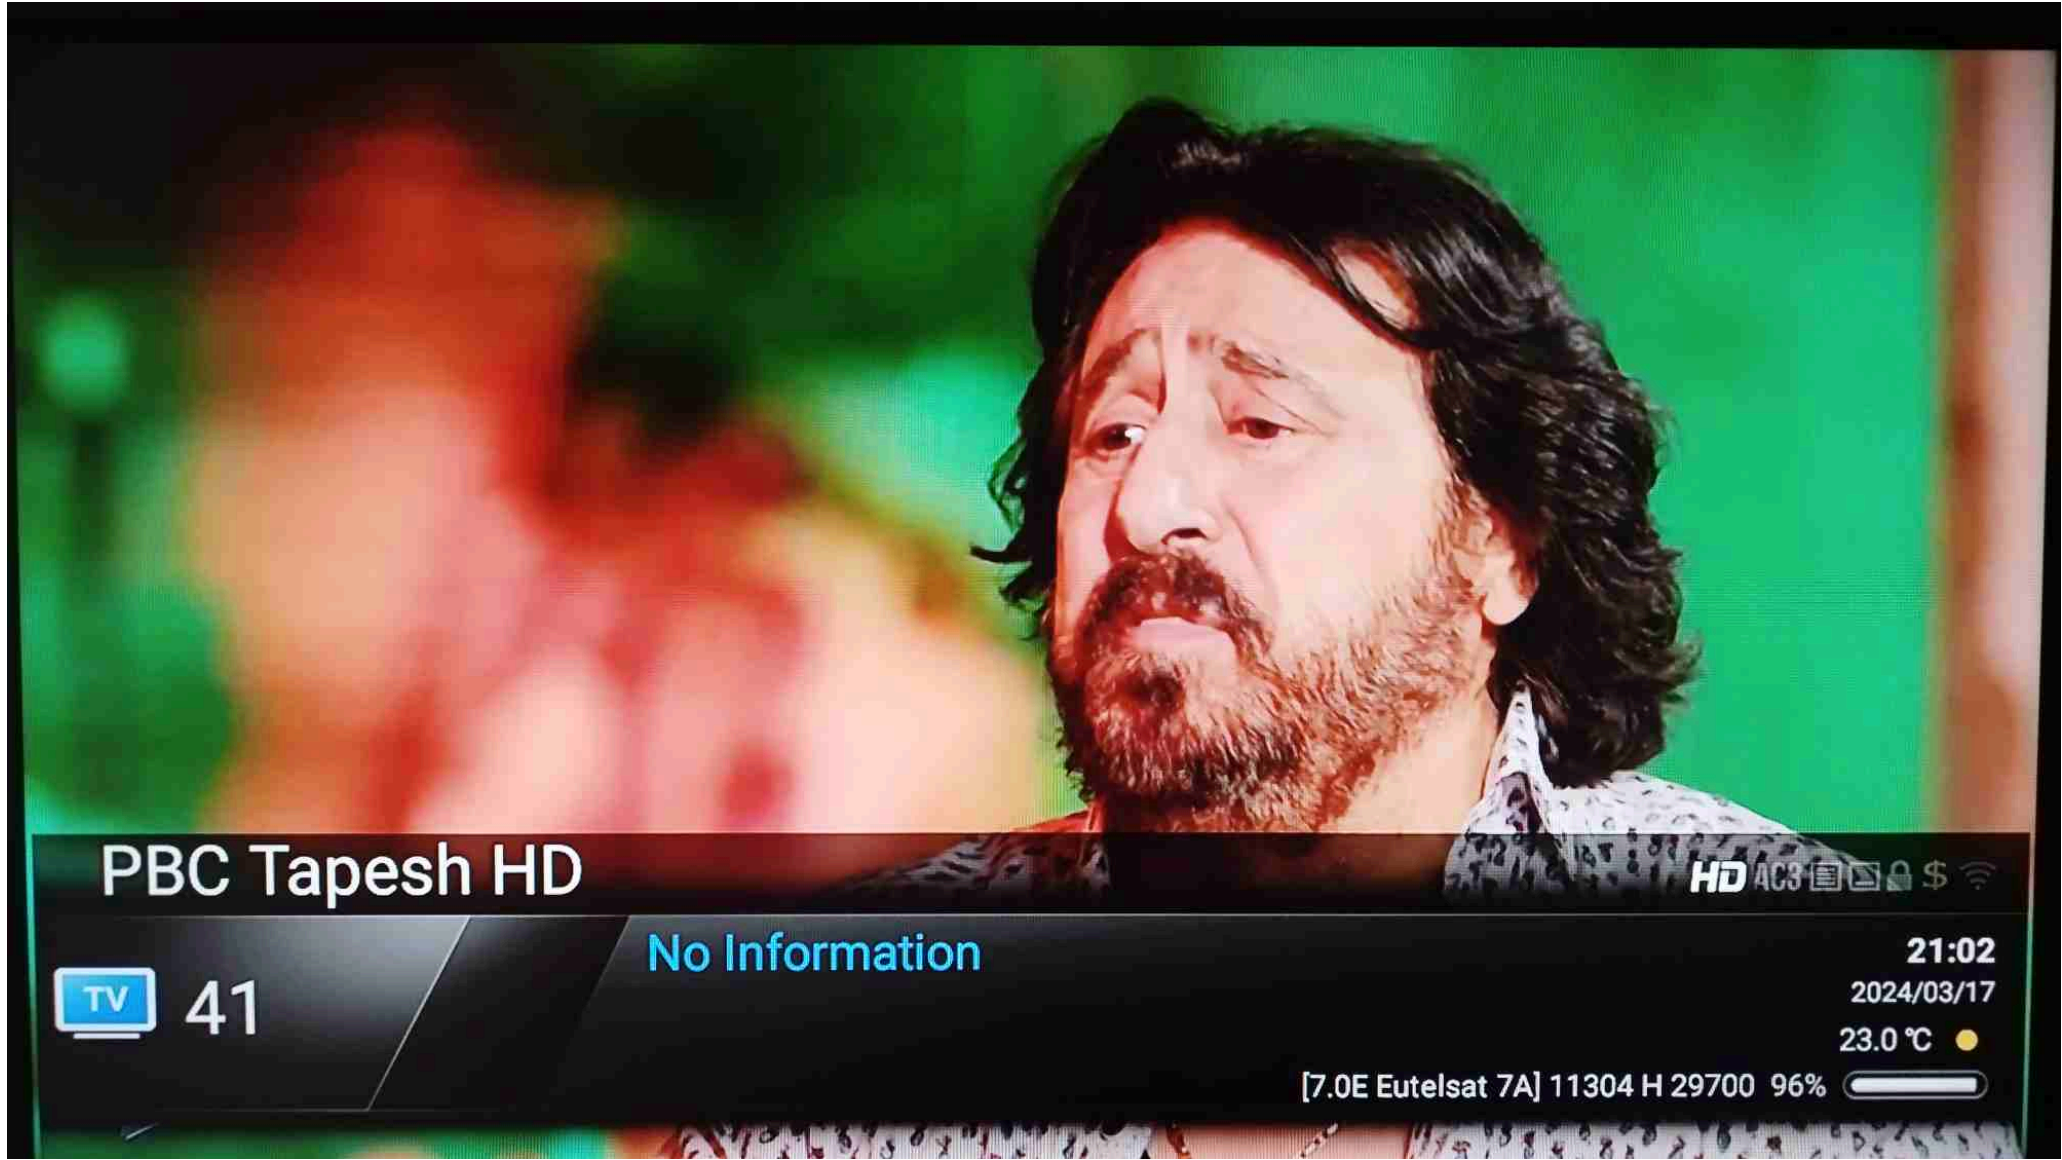 PBC Tapesh HD
HD AC3 $
TV 41
No Information
21:02
2024/03/17
23.0 °C
[7.0E Eutelsat 7A] 11304 H 29700 96%